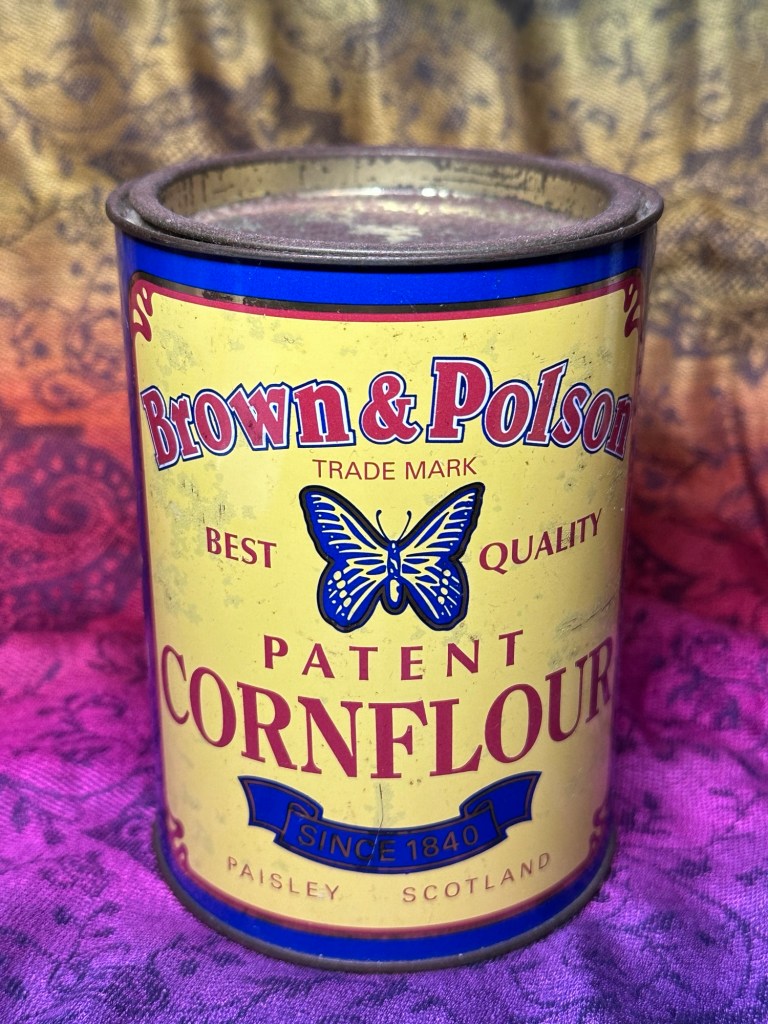 Brown & Polson
TRADE MARK
BEST QUALITY
PATENT
CORNFLOUR
SINCE 1840
PAISLEY SCOTLAND